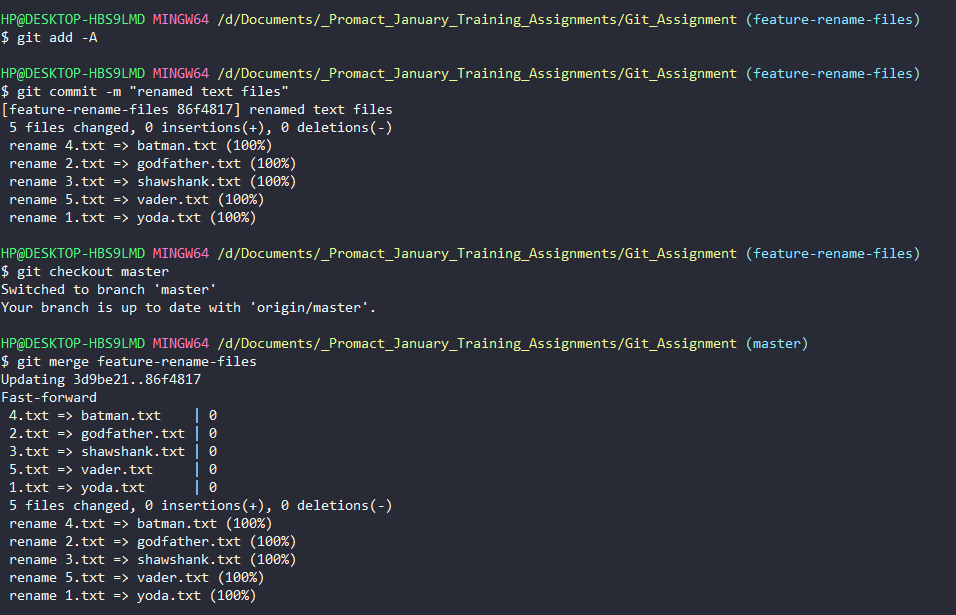 HP@DESKTOP-HBS9LMD MINGW64 /d/Documents/_Promact_January_Training_Assignments/Git_Assignment (feature-rename-files)
$ git add -A
HP@DESKTOP-HBS9LMD MINGW64 /d/Documents/_Promact_January_Training_Assignments/Git_Assignment (feature-rename-files)
$ git commit -m "renamed text files"
[feature-rename-files 86f4817] renamed text files
 5 files changed, 0 insertions(+), 0 deletions(-)
 rename 4.txt => batman.txt (100%)
 rename 2.txt => godfather.txt (100%)
 rename 3.txt => shawshank.txt (100%)
 rename 5.txt => vader.txt (100%)
 rename 1.txt => yoda.txt (100%)
HP@DESKTOP-HBS9LMD MINGW64 /d/Documents/_Promact_January_Training_Assignments/Git_Assignment (feature-rename-files)
$ git checkout master
Switched to branch 'master'
Your branch is up to date with 'origin/master'.
HP@DESKTOP-HBS9LMD MINGW64 /d/Documents/_Promact_January_Training_Assignments/Git_Assignment (master)
$ git merge feature-rename-files
Updating 3d9be21..86f4817
Fast-forward
 4.txt => batman.txt    | 0
 2.txt => godfather.txt | 0
 3.txt => shawshank.txt | 0
 5.txt => vader.txt     | 0
 1.txt => yoda.txt      | 0
 5 files changed, 0 insertions(+), 0 deletions(-)
 rename 4.txt => batman.txt (100%)
 rename 2.txt => godfather.txt (100%)
 rename 3.txt => shawshank.txt (100%)
 rename 5.txt => vader.txt (100%)
 rename 1.txt => yoda.txt (100%)